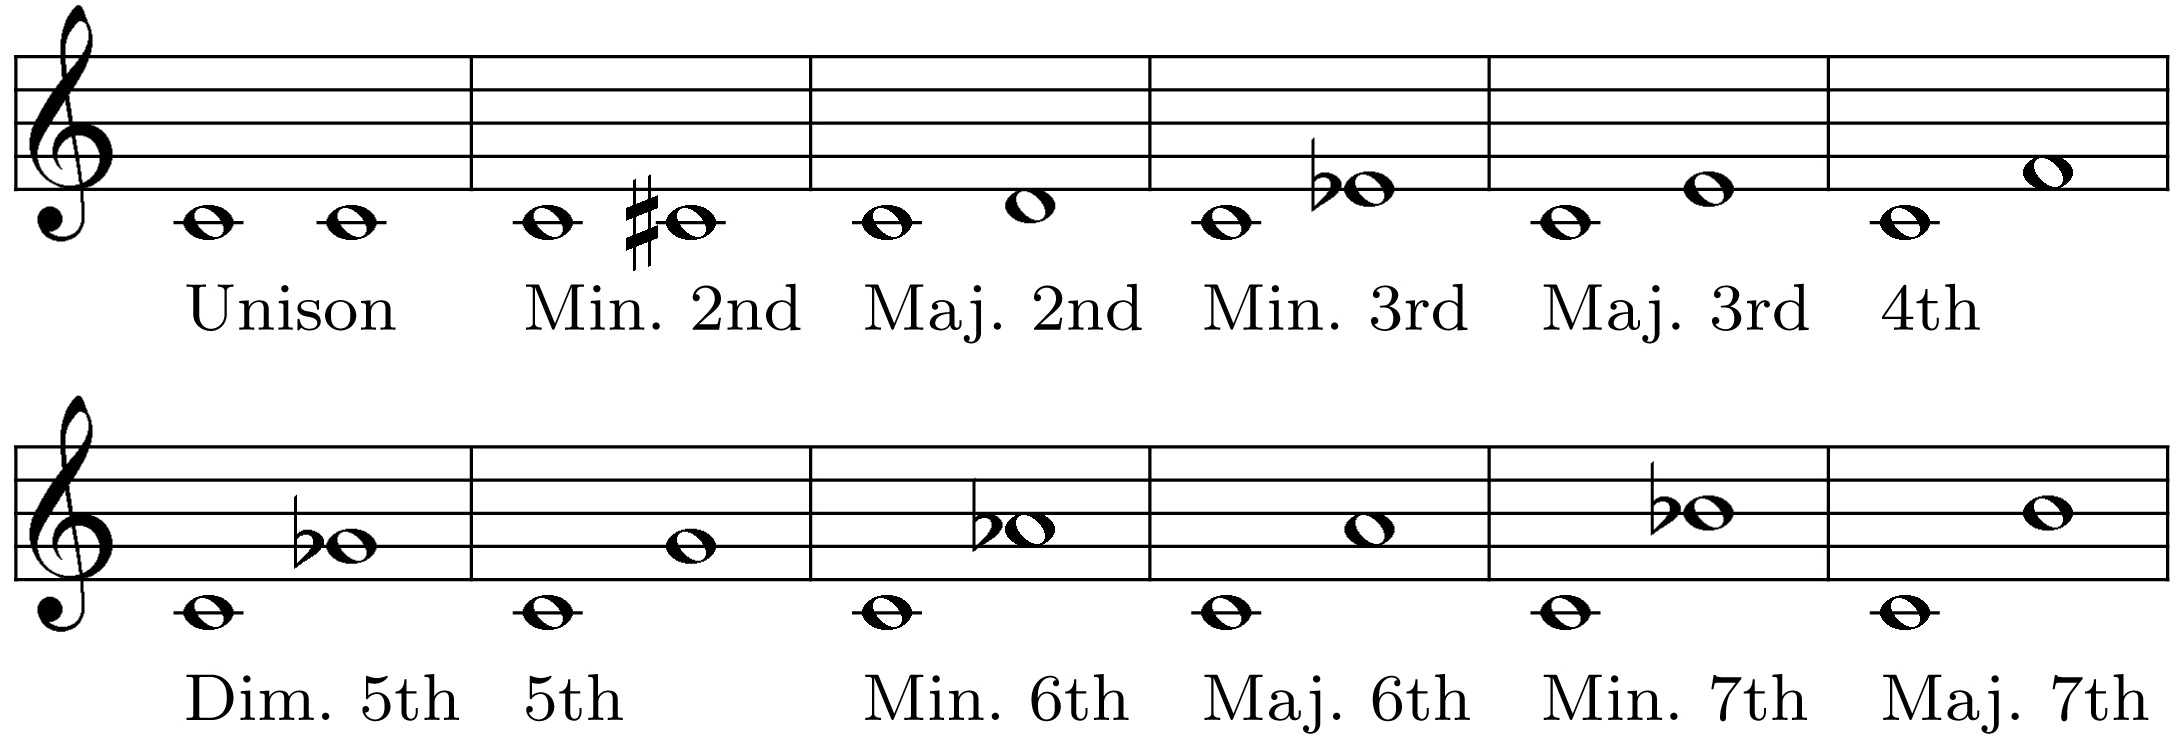 Unison Min. 2nd Maj. 2nd Min. 3rd Maj. 3rd 4th
Dim. 5th 5th Min. 6th Maj. 6th Min. 7th Maj. 7th